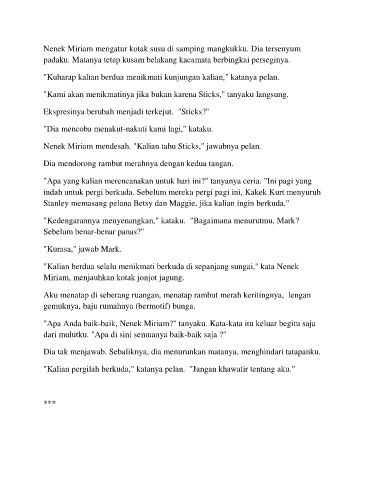 Nenek Miriam mengatur kotak susu di samping mangkukku. Dia tersenyum
padaku. Matanya tetap kusam belakang kacamata berbingkai perseginya.
"Kuharap kalian berdua menikmati kunjungan kalian," katanya pelan.
"Kami akan menikmatinya jika bukan karena Sticks," tanyaku langsung.
Ekspresinya berubah menjadi terkejut.  "Sticks?"
"Dia mencoba menakut-nakuti kami lagi," kataku.
Nenek Miriam mendesah. "Kalian tahu Sticks," jawabnya pelan.
Dia mendorong rambut merahnya dengan kedua tangan.
"Apa yang kalian merencanakan untuk hari ini?" tanyanya ceria. "Ini pagi yang
indah untuk pergi berkuda. Sebelum mereka pergi pagi ini, Kakek Kurt menyuruh
Stanley memasang pelana Betsy dan Maggie, jika kalian ingin berkuda."
"Kedengarannya menyenangkan," kataku.  "Bagaimana menurutmu, Mark?
Sebelum benar-benar panas?"
"Kurasa," jawab Mark.
"Kalian berdua selalu menikmati berkuda di sepanjang sungai," kata Nenek
Miriam, menjauhkan kotak jonjot jagung.
Aku menatap di seberang ruangan, menatap rambut merah keritingnya,  lengan
gemuknya, baju rumahnya (bermotif) bunga.
"Apa Anda baik-baik, Nenek Miriam?" tanyaku. Kata-kata itu keluar begitu saja
dari mulutku. "Apa di sini semuanya baik-baik saja ?"
Dia tak menjawab. Sebaliknya, dia menurunkan matanya, menghindari tatapanku.
"Kalian pergilah berkuda," katanya pelan.  "Jangan khawatir tentang aku."
***